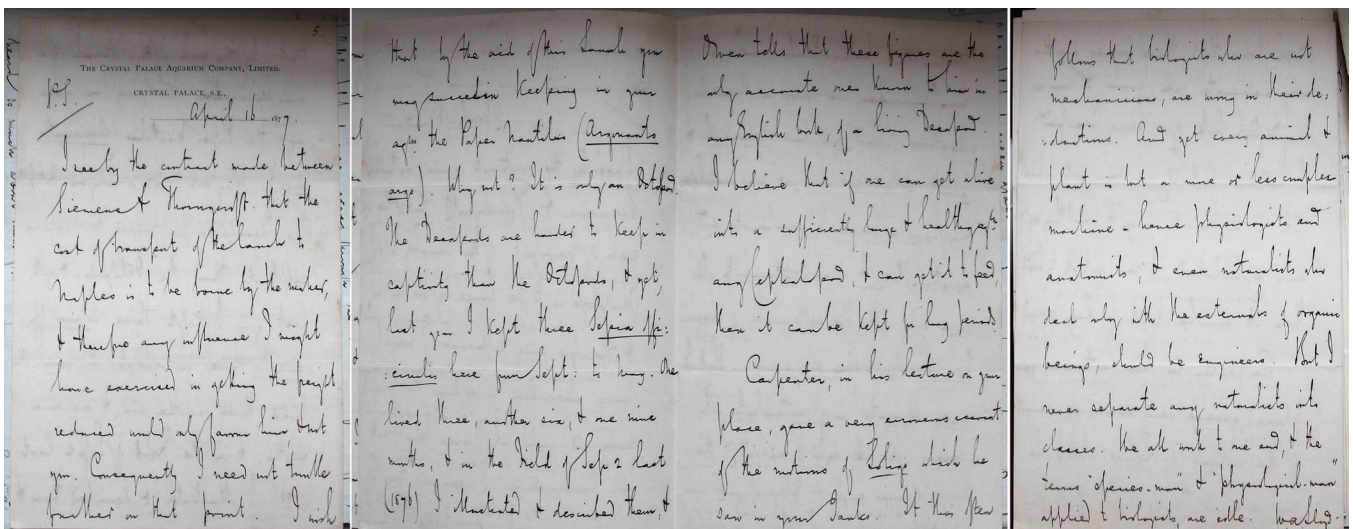 5.
THE CRYSTAL PALACE AQUARIUM COMPANY, LIMITED.
CRYSTAL PALACE, S.E.,
P.S.
April 16 1877.
I see by the contract made between
Siemens & Thornycroft that the
cost of transport of the launch to
Naples is to be borne by the maker,
& therefore any influence I might
have exercised in getting the freight
reduced would only favour him, & not
you. Consequently I need not trouble
further on that point. I wish
that by the aid of this launch you
may succeed in keeping in your
aqm the Paper Nautilus (Argonauta
argo). Why not? It is only an Octopod.
The Decapods are harder to keep in
captivity than the Octopods, & yet,
last year I kept three Sepia offi:
:cinalis here from Sept: to May. One
lived three, another six, & one nine
months, & in the Field of Sep 2 last
(1876) I illustrated & described them, &
Owen tells that these figures are the
only accurate ones known to him in
any English book, of a living Decapod.
I believe that if one can get alive
into a sufficiently large & healthy aqm
any Cephalopod, & can get it to feed,
then it can be kept for long periods.
Carpenter, in his lecture on your
place, gave a very erroneous account
of the motions of Loligo which he
saw in your Tanks. It thus often
follows that biologists who are not
mechanicians, are wrong in their de:
:ductions. And yet every animal &
plant is but a more or less complex
machine - hence physiologists and
anatomists, & even naturalists who
deal only with the externals of organic
beings, should be engineers. But I
never separate any naturalists into
classes. We all work to one end, & the
terms "species-man" & "physiological-man"
applied to biologists are idle.